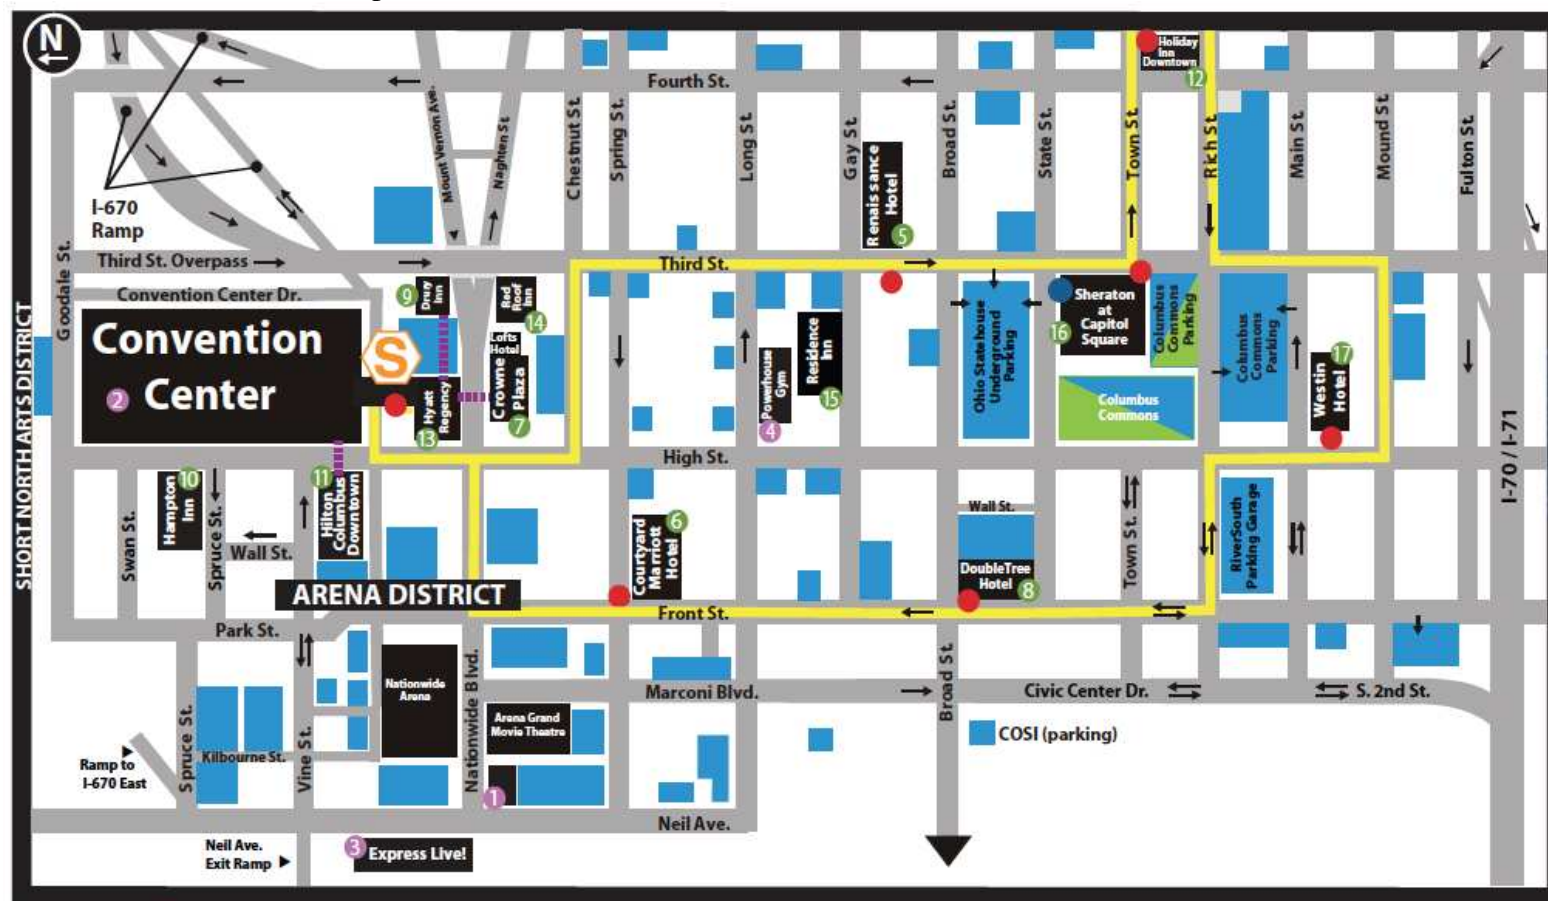 N
Fourth St.
Holiday
Inn
Downtown
12
Mount Vernon Ave.
Naghten St
Chestnut St.
Spring St.
Long St.
Gay St.
Broad St.
State St.
Town St.
Rich St.
Main St.
Mound St.
Fulton St.
I-670
Ramp
Renaissance
Hotel
5
Goodale St.
Third St. Overpass
Third St.
Convention Center Dr.
9
Drury
Inn
Red
Roof
Inn
14
Convention
Center
2
S
Lofts
Hotel
Crowne
Plaza
7
Hyatt
Regency
13
Powerhouse
Gym
4
Residence
Inn
15
Ohio Statehouse
Underground
Parking
Sheraton
at
Capitol
Square
16
Columbus
Commons
Parking
Columbus
Commons
Columbus
Commons
Parking
Westin
Hotel
17
SHORT NORTH ARTS DISTRICT
I-70 / I-71
High St.
Swan St.
Hampton
Inn
10
Spruce St.
Wall St.
Hilton
Columbus
Downtown
11
Courtyard
Marriott
Hotel
6
Wall St.
DoubleTree
Hotel
8
Town St.
RiverSouth
Parking Garage
ARENA DISTRICT
Front St.
Park St.
Nationwide
Arena
Nationwide Blvd.
Marconi Blvd.
Broad St.
Civic Center Dr.
S. 2nd St.
Arena Grand
Movie Theatre
COSI (parking)
Spruce St.
Kilbourne St.
Vine St.
Ramp to
I-670 East
1
Neil Ave.
Neil Ave.
Exit Ramp
3
Express Live!